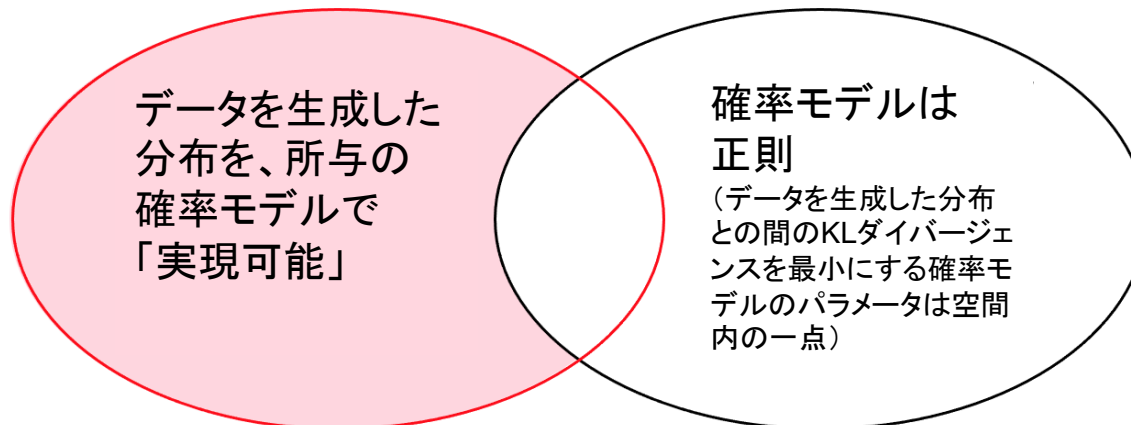 データを生成した
分布を、所与の
確率モデルで
「実現可能」
確率モデルは
正則
（データを生成した分布
との間のKLダイバージェ
ンスを最小にする確率モ
デルのパラメータは空間
内の一点）